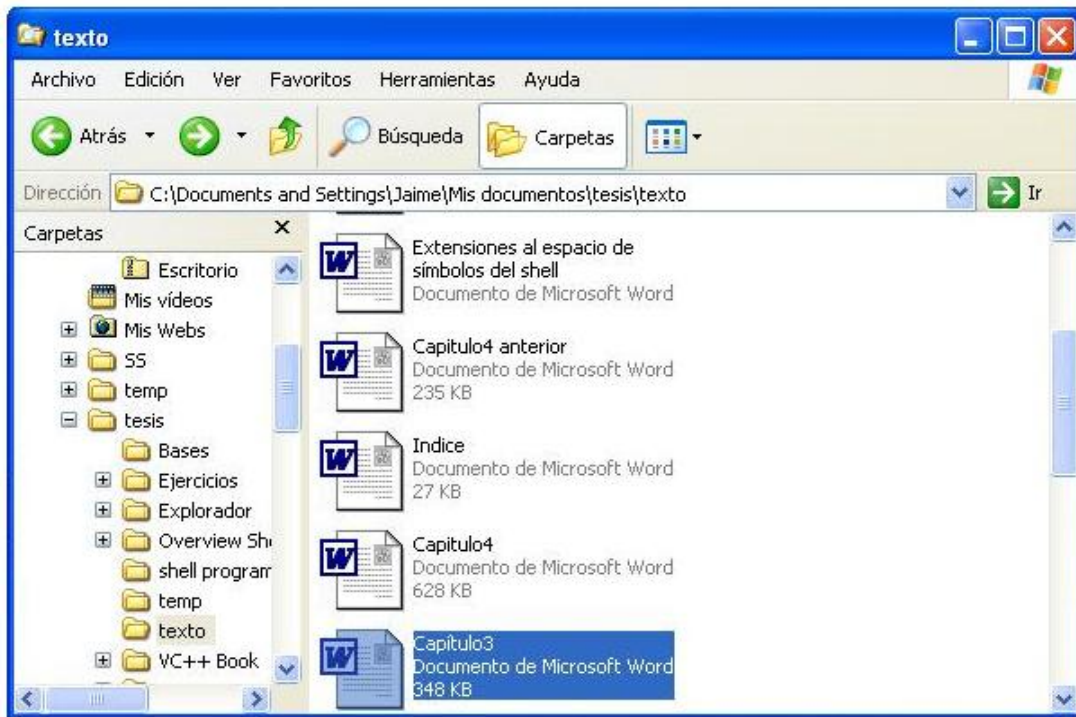 texto
Archivo Edición Ver Favoritos Herramientas Ayuda
Atrás Búsqueda Carpetas
Dirección C:\Documents and Settings\Jaime\Mis documentos\tesis\texto Ir
Carpetas
Escritorio
Mis vídeos
Mis Webs
SS
temp
tesis
Bases
Ejercicios
Explorador
Overview Sh
shell program
temp
texto
VC++ Book
Extensiones al espacio de
símbolos del shell
Documento de Microsoft Word
Capitulo4 anterior
Documento de Microsoft Word
235 KB
Indice
Documento de Microsoft Word
27 KB
Capitulo4
Documento de Microsoft Word
628 KB
Capítulo3
Documento de Microsoft Word
348 KB